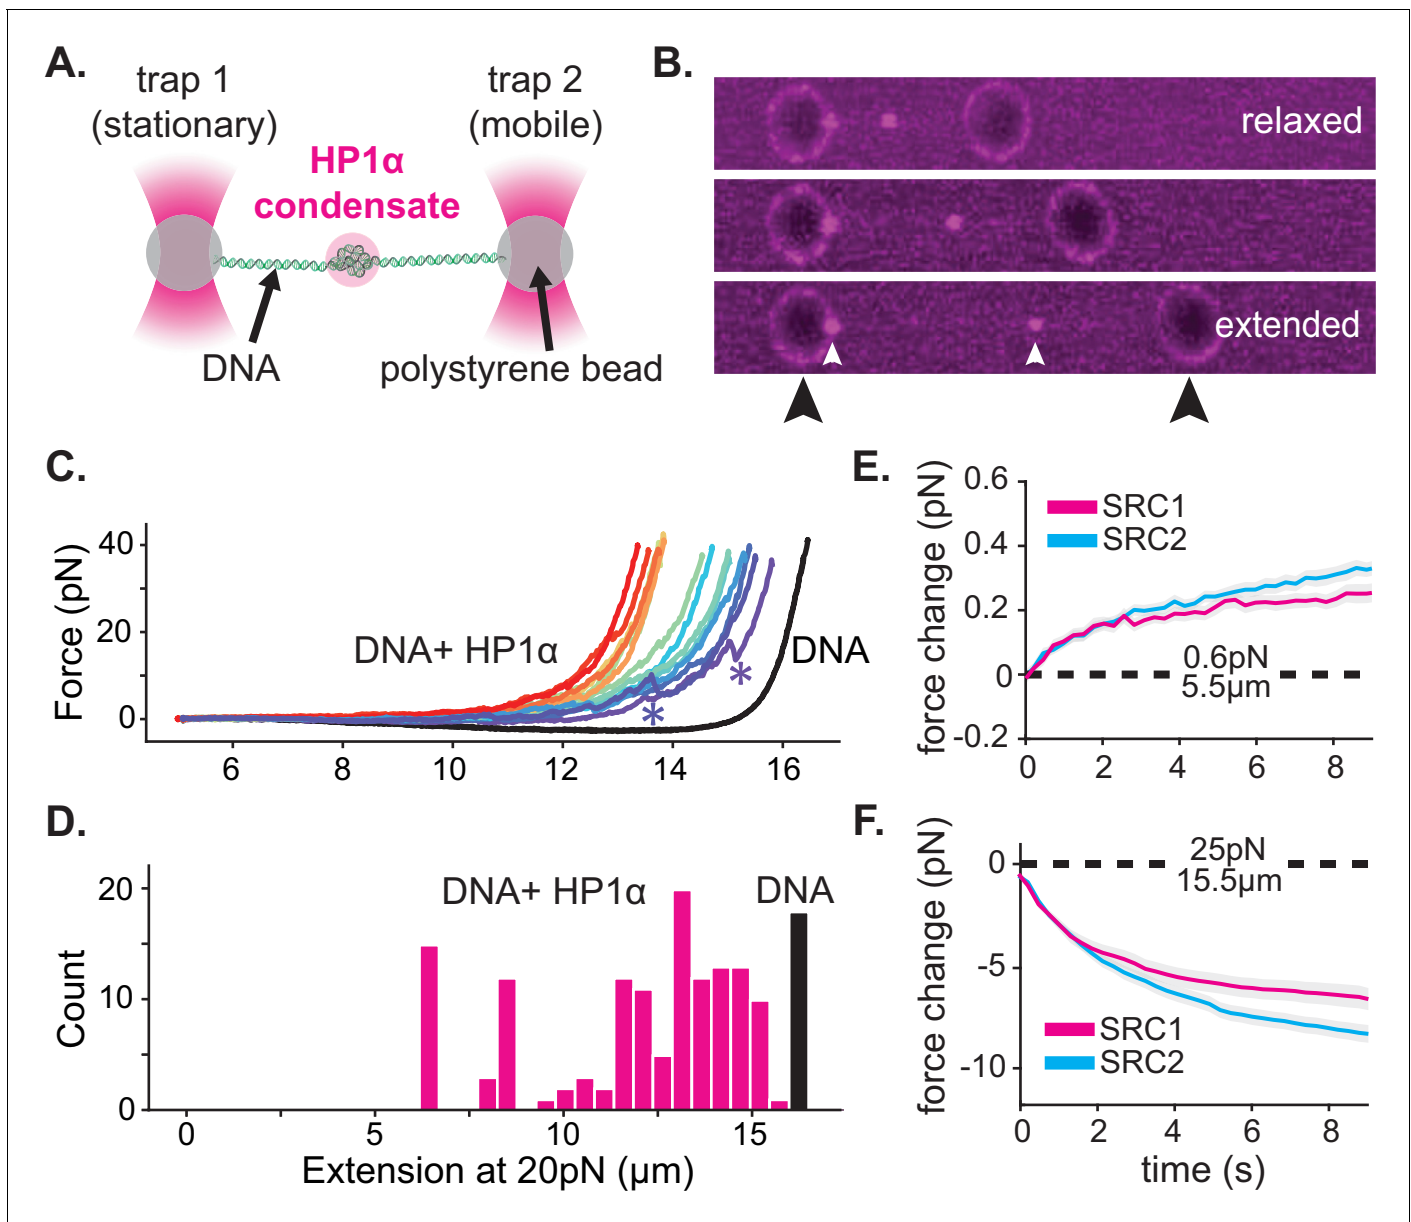 A.
trap 1
(stationary)
trap 2
(mobile)
HP1α
condensate
DNA
polystyrene bead
B.
relaxed
extended
C.
Force (pN)
40
20
0
DNA+ HP1α
DNA
*
*
6 8 10 12 14 16
D.
Count
20
10
0
DNA+ HP1α
DNA
0 5 10 15
Extension at 20pN (μm)
E.
force change (pN)
0.6
0.4
0.2
0
-0.2
SRC1
SRC2
0.6pN
5.5μm
0 2 4 6 8
F.
force change (pN)
0
-5
-10
25pN
15.5μm
SRC1
SRC2
0 2 4 6 8
time (s)